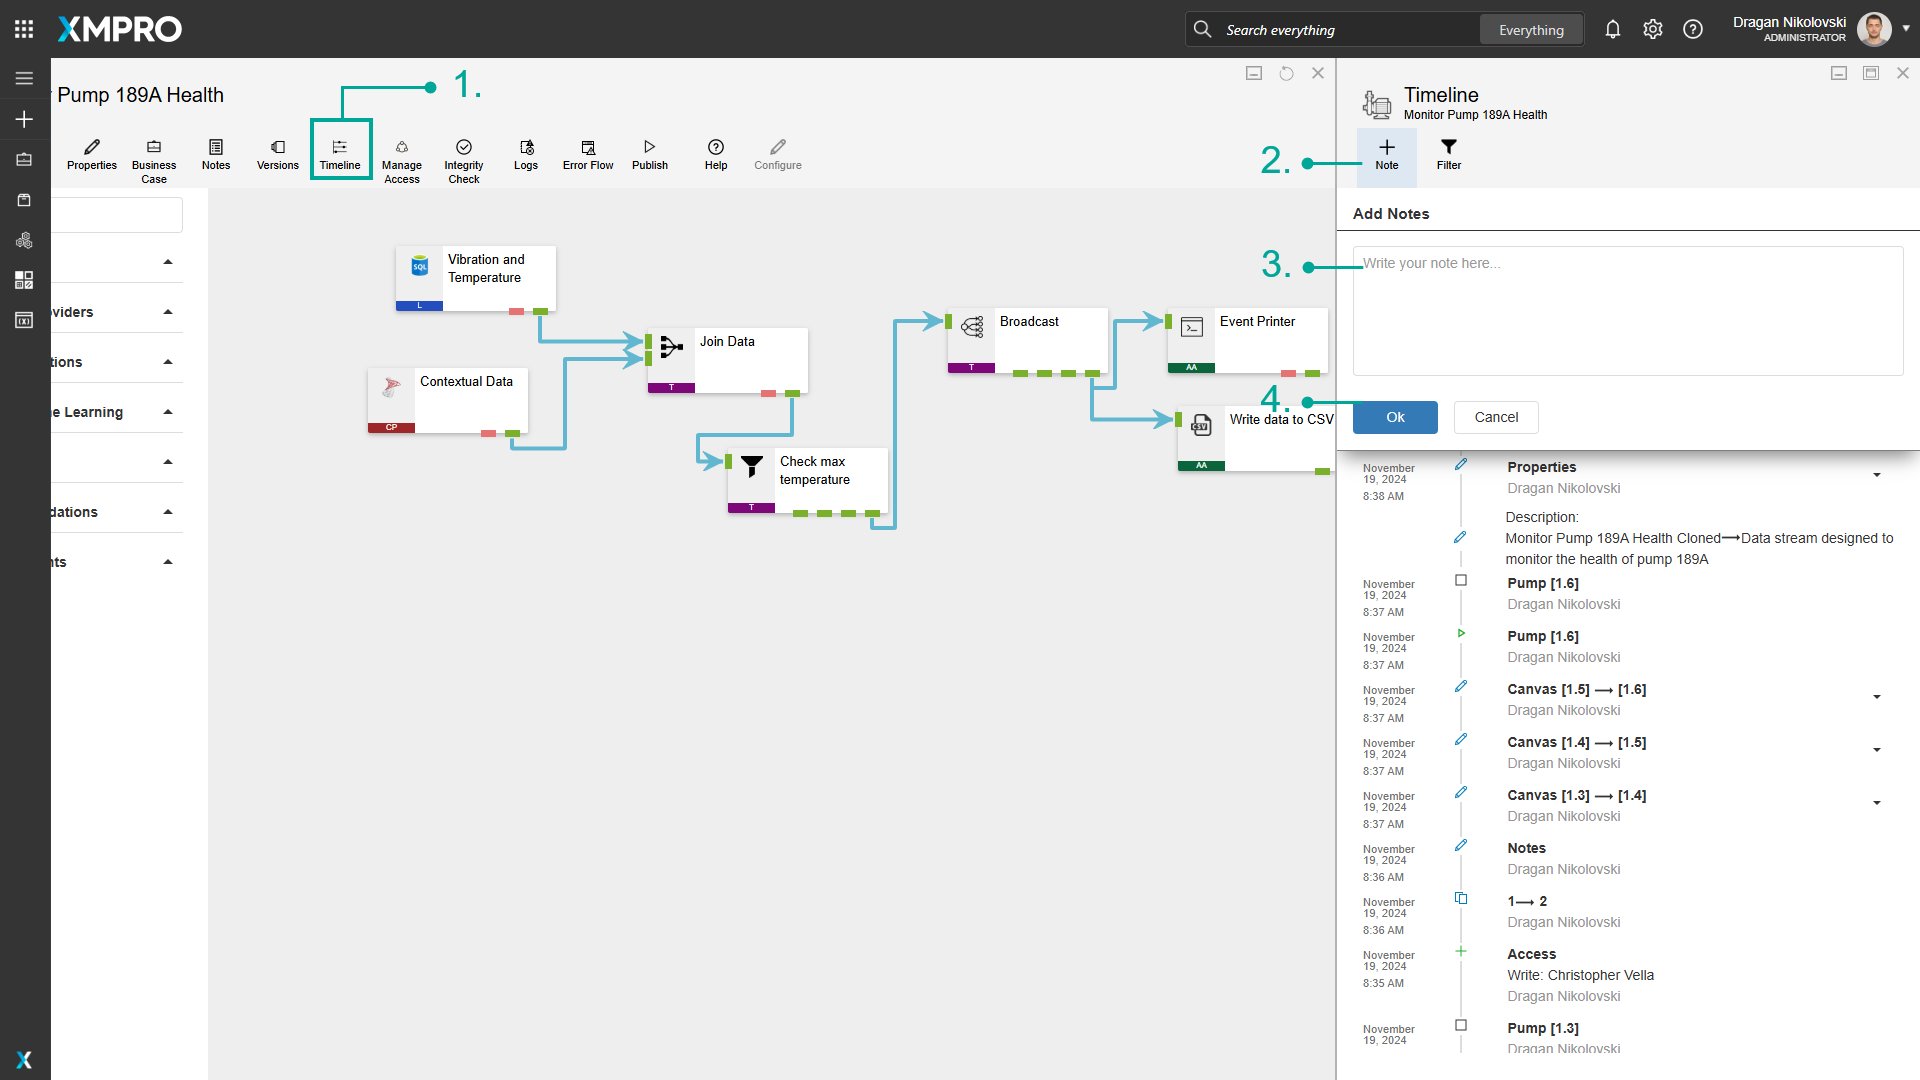 XMPRO
Search everything
Everything
Dragan Nikolovski
ADMINISTRATOR
Pump 189A Health
1.
Properties
Business
Case
Notes
Versions
Timeline
Manage
Access
Integrity
Check
Logs
Error Flow
Publish
Help
Configure
oviders
tions
e Learning
dations
nts
SQL
L
Vibration and
Temperature
CP
Contextual Data
T
Join Data
T
Check max
temperature
T
Broadcast
AA
Event Printer
CSV
AA
Write data to CSV
Timeline
Monitor Pump 189A Health
2.
Note
Filter
Add Notes
3.
Write your note here...
4.
Ok
Cancel
November
19, 2024
8:38 AM
Properties
Dragan Nikolovski
Description:
Monitor Pump 189A Health Cloned⟶Data stream designed to
monitor the health of pump 189A
November
19, 2024
8:37 AM
Pump [1.6]
Dragan Nikolovski
November
19, 2024
8:37 AM
Pump [1.6]
Dragan Nikolovski
November
19, 2024
8:37 AM
Canvas [1.5] ⟶ [1.6]
Dragan Nikolovski
November
19, 2024
8:37 AM
Canvas [1.4] ⟶ [1.5]
Dragan Nikolovski
November
19, 2024
8:37 AM
Canvas [1.3] ⟶ [1.4]
Dragan Nikolovski
November
19, 2024
8:36 AM
Notes
Dragan Nikolovski
November
19, 2024
8:36 AM
1⟶ 2
Dragan Nikolovski
November
19, 2024
8:35 AM
Access
Write: Christopher Vella
Dragan Nikolovski
November
19, 2024
Pump [1.3]
Dragan Nikolovski